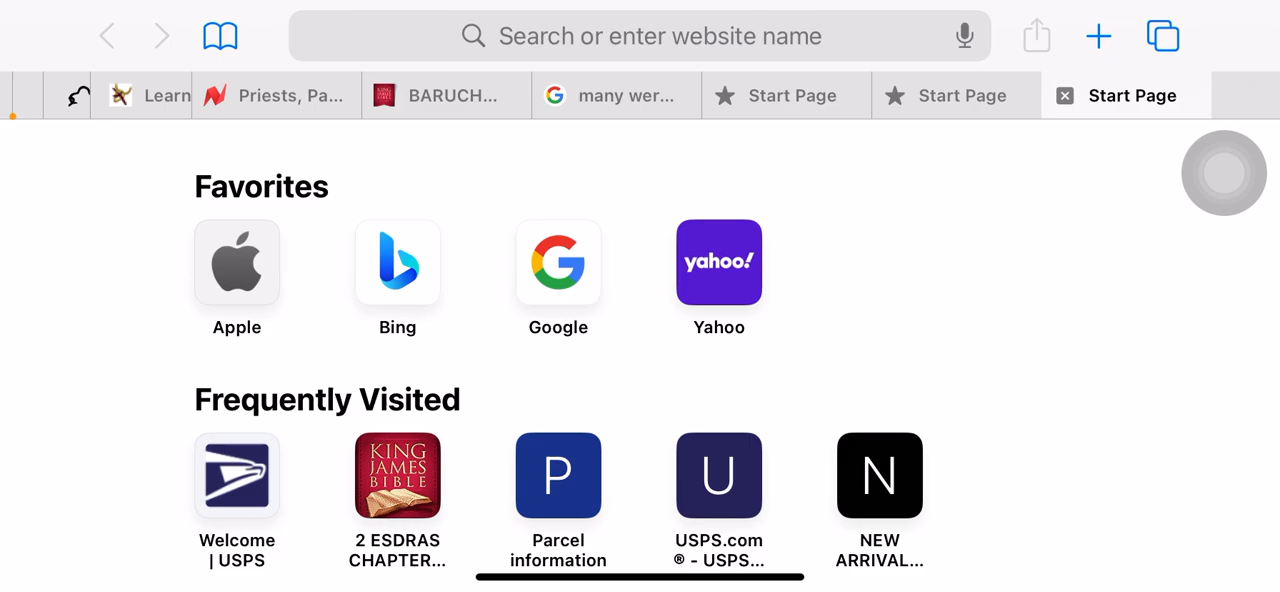 Search or enter website name
Learn
Priests, Pa...
BARUCH...
many wer...
Start Page
Start Page
Start Page
Favorites
yahoo!
Apple
Bing
Google
Yahoo
Frequently Visited
KING
JAMES
BIBLE
P
U
N
Welcome
| USPS
2 ESDRAS
CHAPTER...
Parcel
information
USPS.com
® - USPS...
NEW
ARRIVAL...